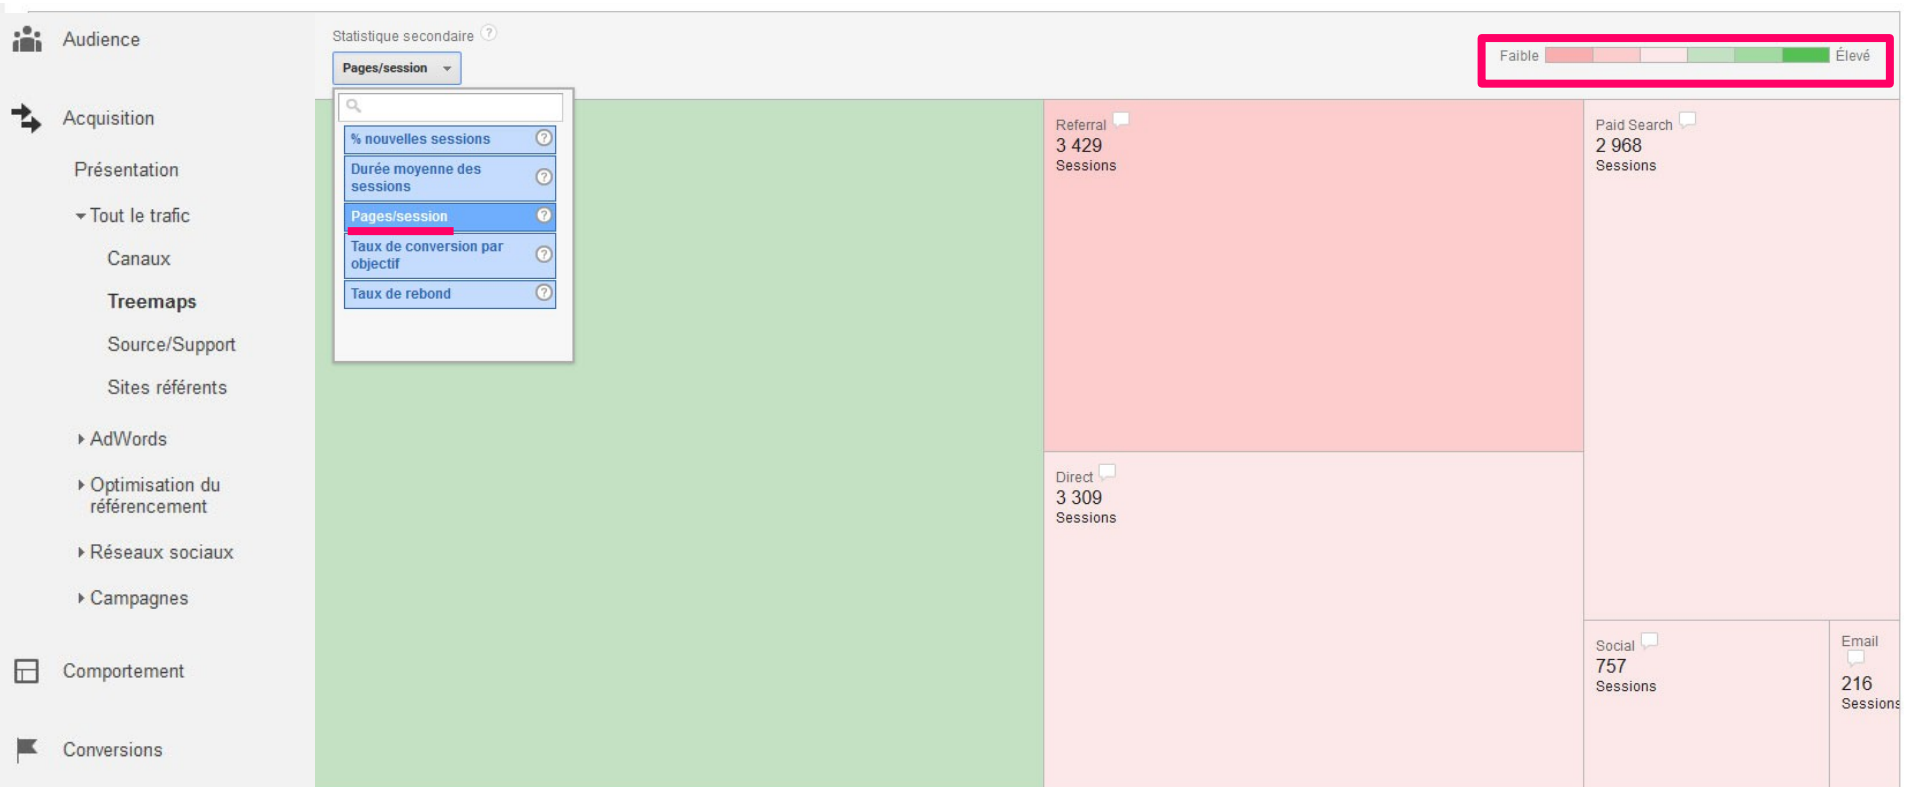 Audience
Acquisition
Présentation
Tout le trafic
Canaux
Treemaps
Source/Support
Sites référents
AdWords
Optimisation du
référencement
Réseaux sociaux
Campagnes
Comportement
Conversions
Statistique secondaire ?
Pages/session
% nouvelles sessions ?
Durée moyenne des
sessions ?
Pages/session ?
Taux de conversion par
objectif ?
Taux de rebond ?
Faible Élevé
Referral
3 429
Sessions
Paid Search
2 968
Sessions
Direct
3 309
Sessions
Social
757
Sessions
Email
216
Sessions